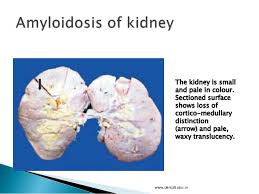 Amyloidosis of kidney
The kidney is small
and pale in colour.
Sectioned surface
shows loss of
cortico-medullary
distinction
(arrow) and pale,
waxy translucency.